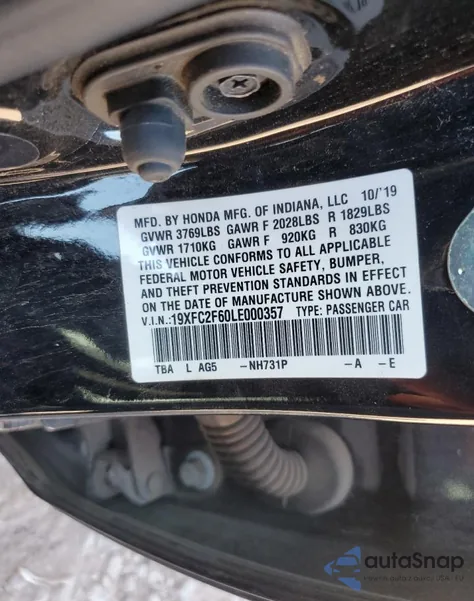 MFD. BY HONDA MFG. OF INDIANA, LLC 10/'19
GVWR 3769LBS GAWR F 2028LBS R 1829LBS
GVWR 1710KG GAWR F 920KG R 830KG
THIS VEHICLE CONFORMS TO ALL APPLICABLE
FEDERAL MOTOR VEHICLE SAFETY, BUMPER,
AND THEFT PREVENTION STANDARDS IN EFFECT
ON THE DATE OF MANUFACTURE SHOWN ABOVE.
V.I.N.:19XFC2F60LE000357 TYPE: PASSENGER CAR
TBA L AG5 -NH731P -A -E
autaSnap